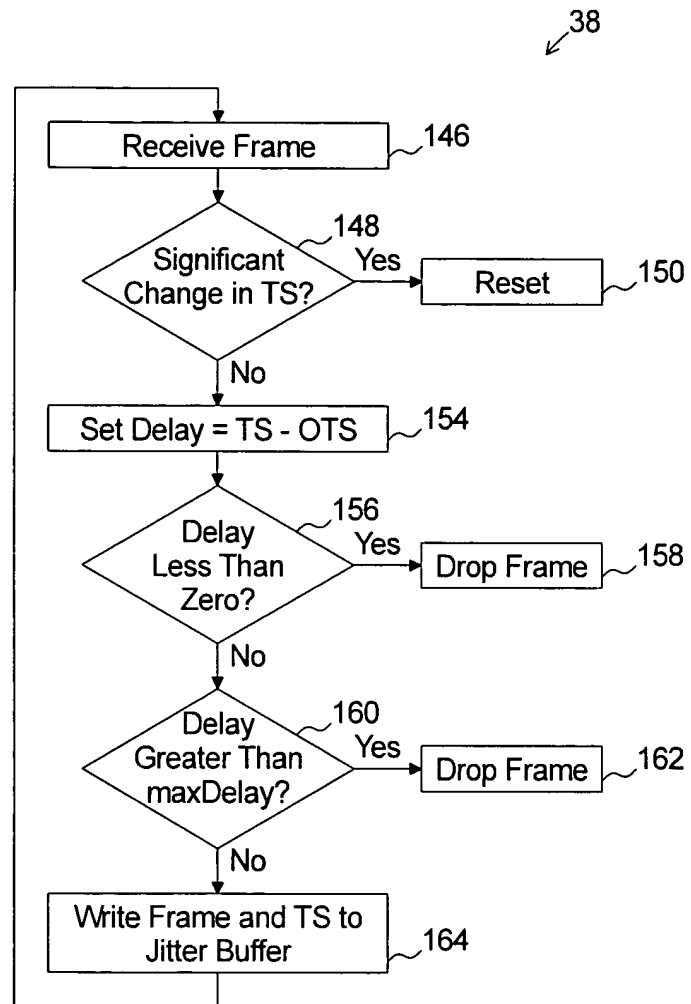 38
Receive Frame
146
148
Significant
Change in TS?
Yes
Reset
150
No
Set Delay = TS - OTS
154
156
Delay
Less Than
Zero?
Yes
Drop Frame
158
No
160
Delay
Greater Than
maxDelay?
Yes
Drop Frame
162
No
Write Frame and TS to
Jitter Buffer
164